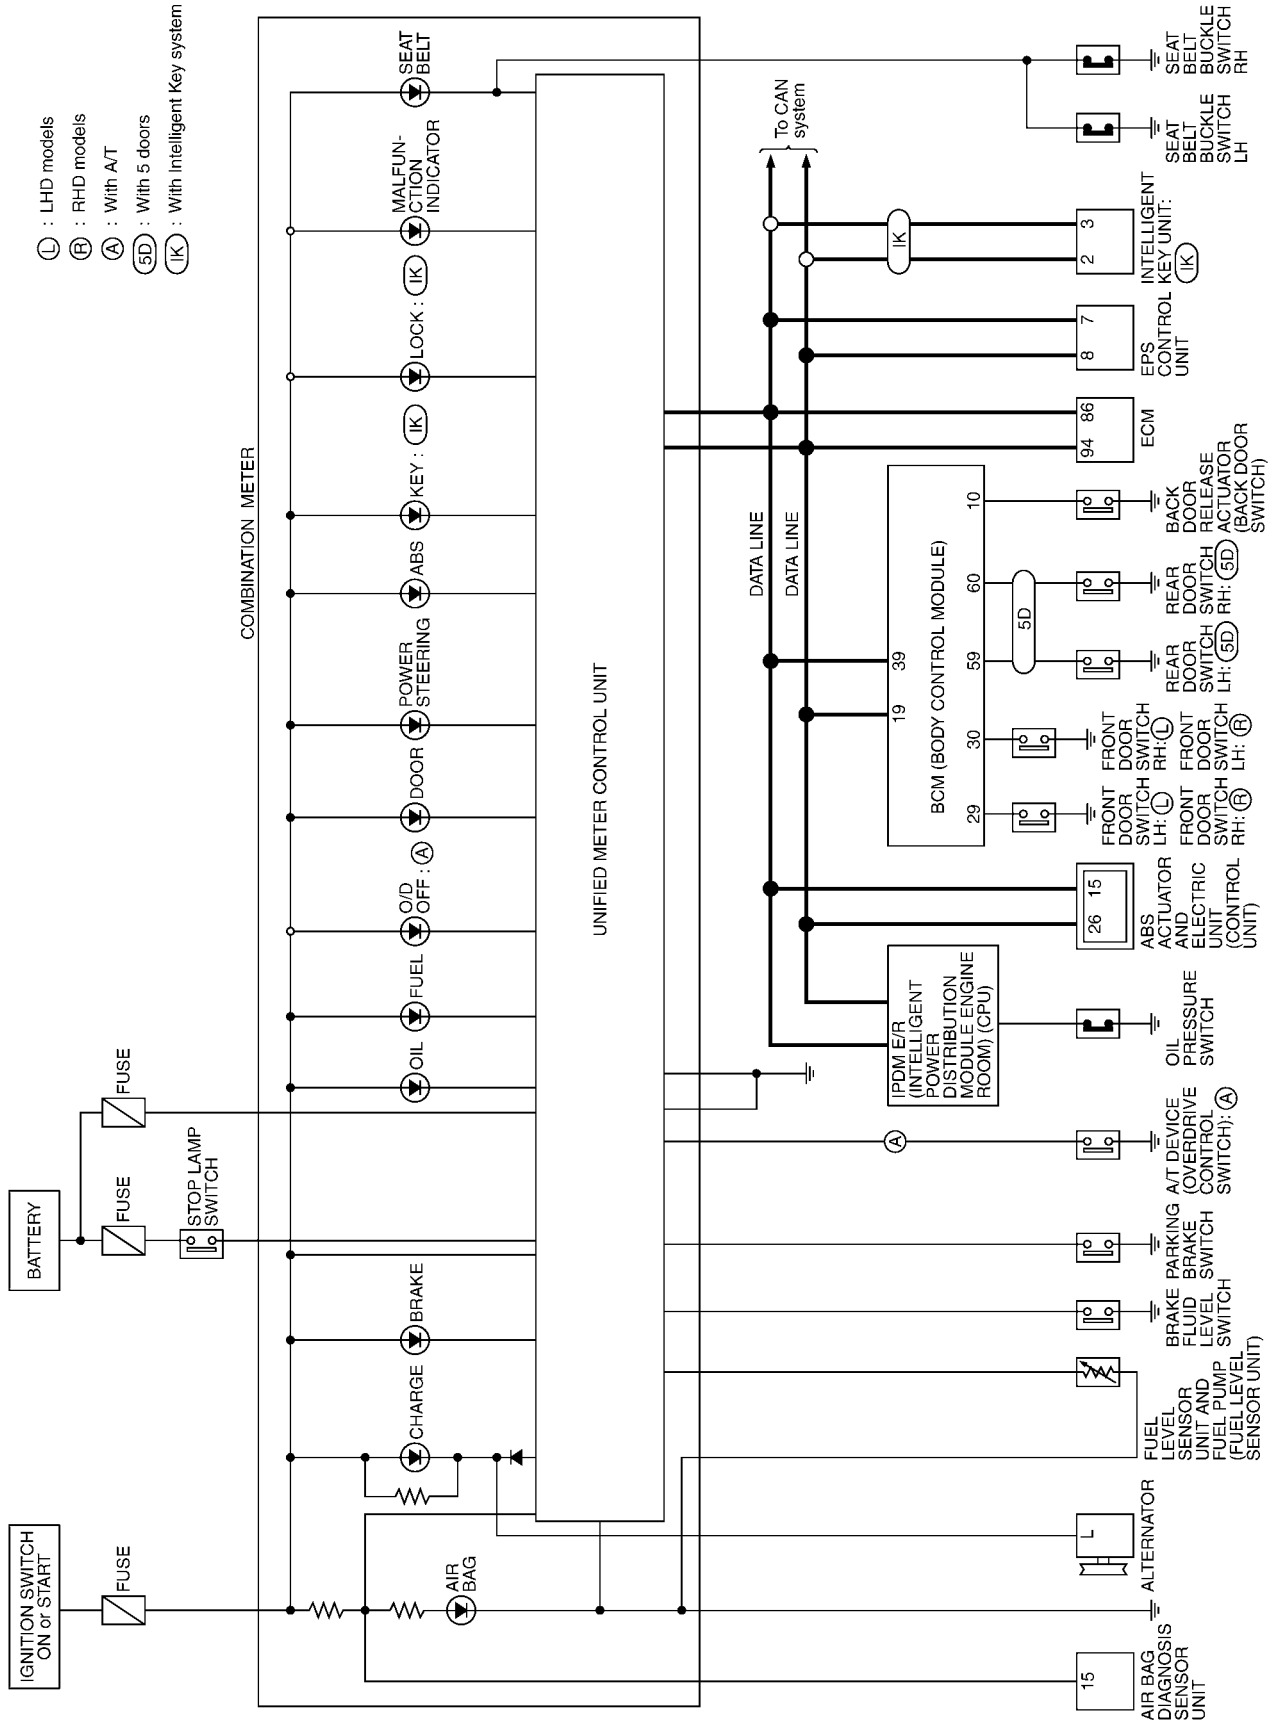 Ⓛ : LHD models
Ⓡ : RHD models
Ⓐ : With A/T
5D : With 5 doors
IK : With Intelligent Key system
IGNITION SWITCH
ON or START
BATTERY
FUSE
FUSE
FUSE
STOP LAMP
SWITCH
COMBINATION METER
AIR
BAG
CHARGE
BRAKE
OIL
FUEL
O/D
OFF : Ⓐ
DOOR
POWER
STEERING
ABS
KEY : IK
LOCK : IK
MALFUN-
CTION
INDICATOR
SEAT
BELT
UNIFIED METER CONTROL UNIT
DATA LINE
DATA LINE
To CAN
system
A
IPDM E/R
(INTELLIGENT
POWER
DISTRIBUTION
MODULE ENGINE
ROOM) (CPU)
19
39
BCM (BODY CONTROL MODULE)
29
30
59
60
10
5D
IK
15
AIR BAG
DIAGNOSIS
SENSOR
UNIT
L
ALTERNATOR
FUEL
LEVEL
SENSOR
UNIT AND
FUEL PUMP
(FUEL LEVEL
SENSOR UNIT)
BRAKE
FLUID
LEVEL
SWITCH
PARKING
BRAKE
SWITCH
A/T DEVICE
(OVERDRIVE
CONTROL
SWITCH): Ⓐ
OIL
PRESSURE
SWITCH
26 15
ABS
ACTUATOR
AND
ELECTRIC
UNIT
(CONTROL
UNIT)
FRONT
DOOR
SWITCH
LH: Ⓛ
FRONT
DOOR
SWITCH
RH: Ⓡ
FRONT
DOOR
SWITCH
RH: Ⓛ
FRONT
DOOR
SWITCH
LH: Ⓡ
REAR
DOOR
SWITCH
LH: 5D
REAR
DOOR
SWITCH
RH: 5D
BACK
DOOR
RELEASE
ACTUATOR
(BACK DOOR
SWITCH)
94 86
ECM
8 7
EPS
CONTROL
UNIT
2 3
INTELLIGENT
KEY UNIT:
IK
SEAT
BELT
BUCKLE
SWITCH
LH
SEAT
BELT
BUCKLE
SWITCH
RH